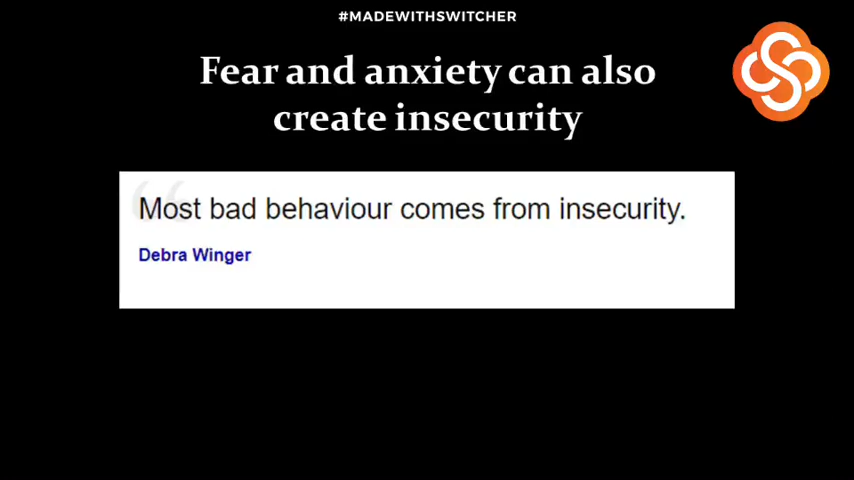 #MADEWITHSWITCHER
Fear and anxiety can also
create insecurity
Most bad behaviour comes from insecurity.
Debra Winger